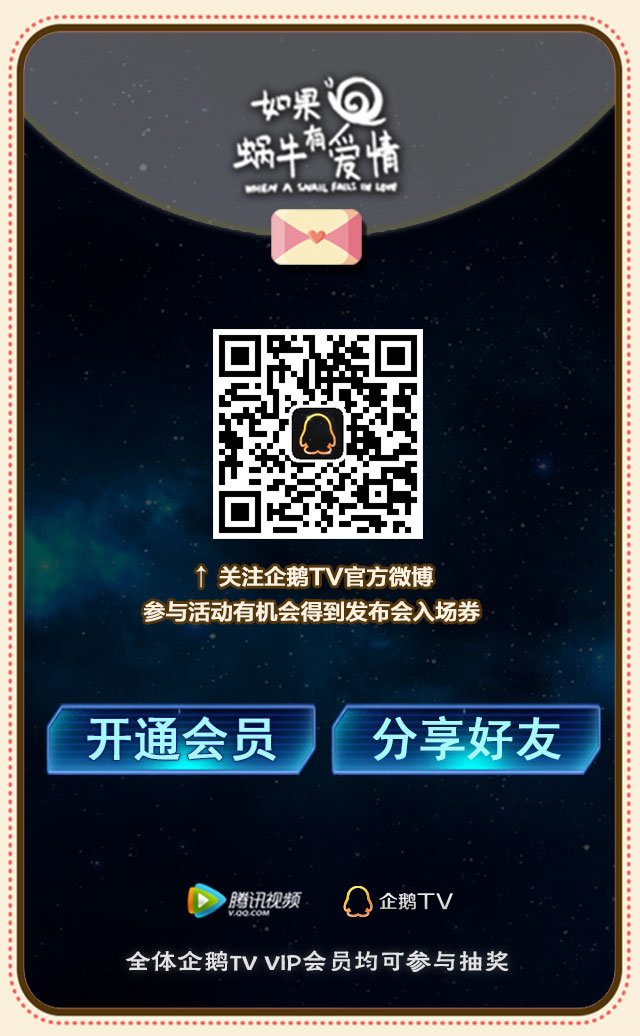 如果
蜗牛有爱情
WHEN A SNAIL FALLS IN LOVE
↑ 关注企鹅TV官方微博
参与活动有机会得到发布会入场券
开通会员
分享好友
腾讯视频
V.QQ.COM
企鹅TV
全体企鹅TV VIP会员均可参与抽奖